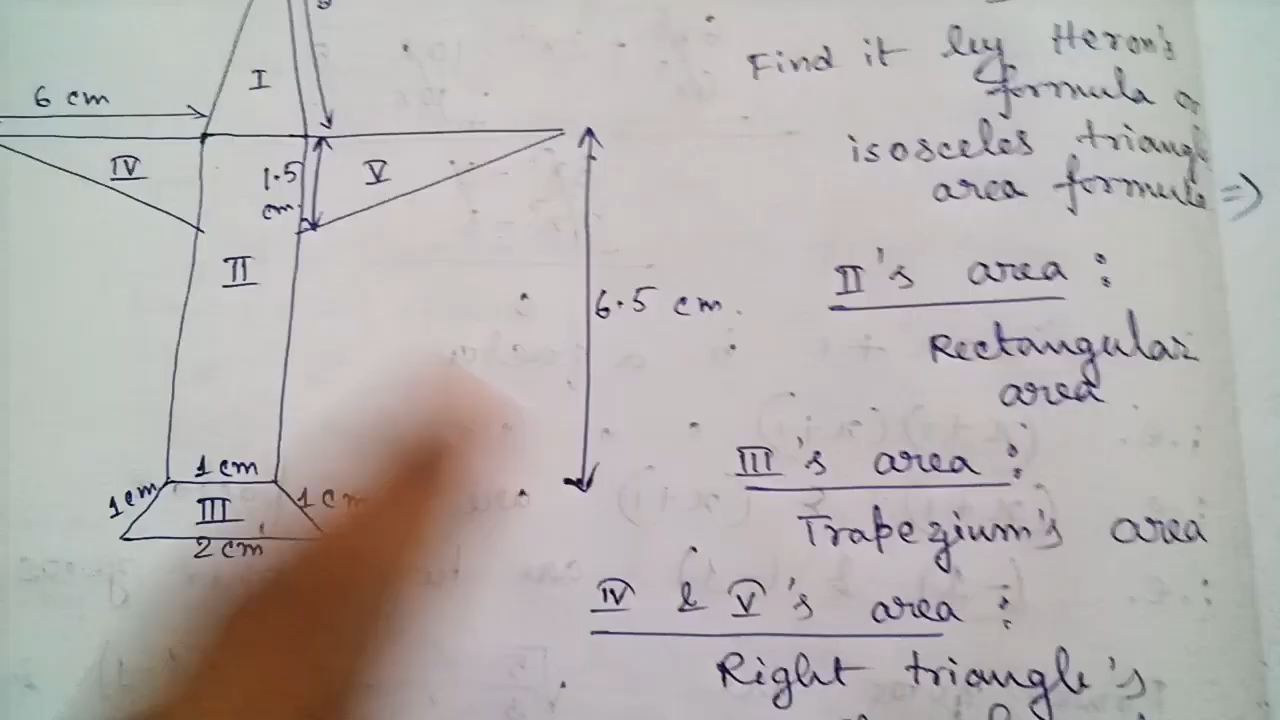 Find it by Heron's
formula or
isosceles triangle
area formula =>
II's area :
Rectangular
area
III's area :
Trapezium's area
IV & V's area :
Right triangle's
I
6 cm
IV
1.5
cm
V
II
6.5 cm.
1 cm
1 cm
III
1 cm
2 cm